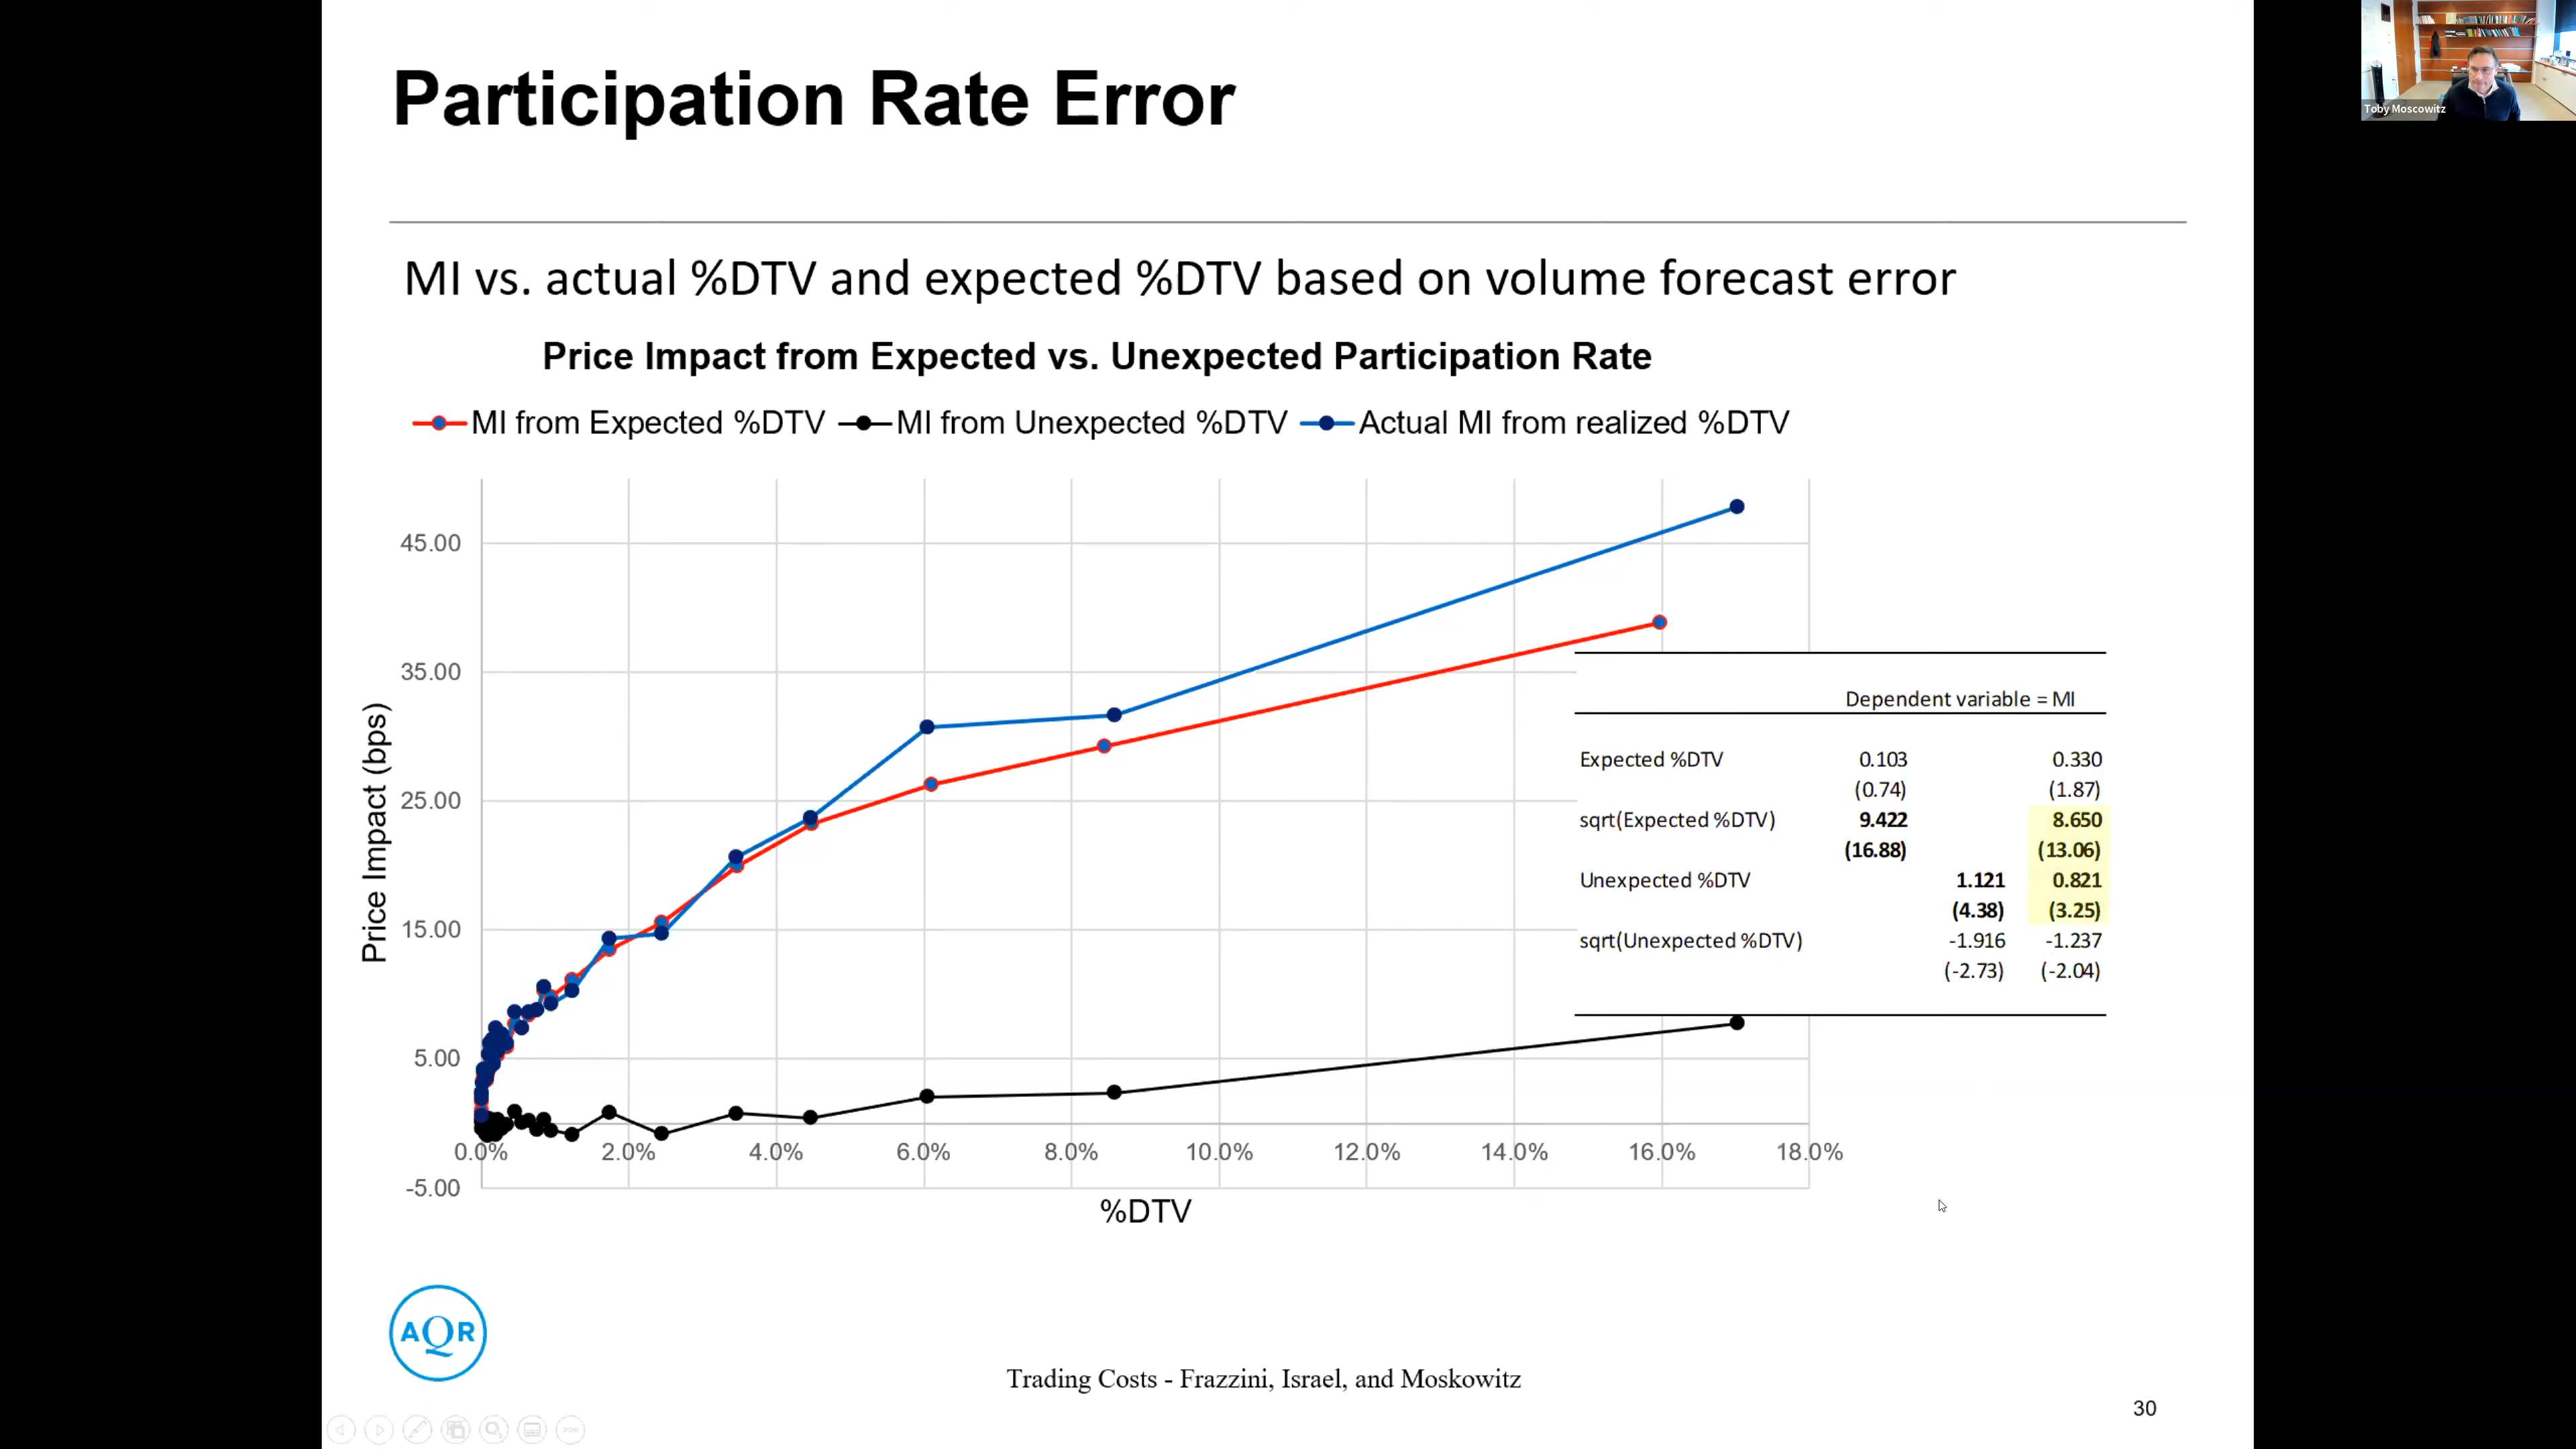 Participation Rate Error
Toby Moscowitz
MI vs. actual %DTV and expected %DTV based on volume forecast error
Price Impact from Expected vs. Unexpected Participation Rate
MI from Expected %DTV MI from Unexpected %DTV Actual MI from realized %DTV
Price Impact (bps)
45.00
35.00
25.00
15.00
5.00
-5.00
0.0% 2.0% 4.0% 6.0% 8.0% 10.0% 12.0% 14.0% 16.0% 18.0%
%DTV
Dependent variable = MI
Expected %DTV 0.103 0.330
(0.74) (1.87)
sqrt(Expected %DTV) 9.422 8.650
(16.88) (13.06)
Unexpected %DTV 1.121 0.821
(4.38) (3.25)
sqrt(Unexpected %DTV) -1.916 -1.237
(-2.73) (-2.04)
AQR
Trading Costs - Frazzini, Israel, and Moskowitz
30